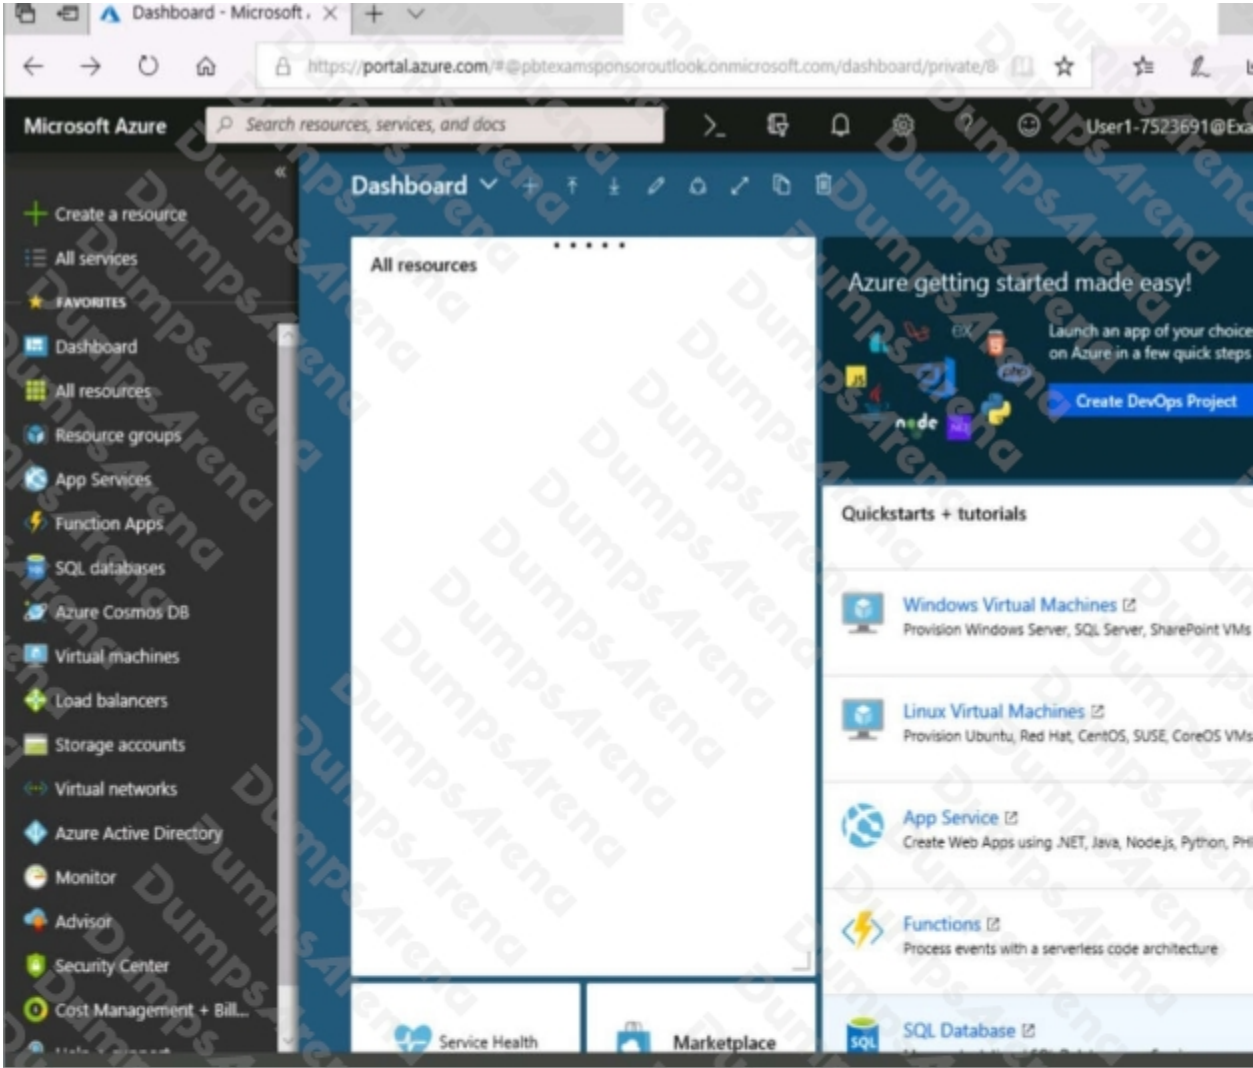 Dashboard - Microsoft
https://portal.azure.com/#@pbtexamsponsoroutlook.onmicrosoft.com/dashboard/private/8
Microsoft Azure
Search resources, services, and docs
User1-7523691@Exa
Create a resource
All services
FAVORITES
Dashboard
All resources
Resource groups
App Services
Function Apps
SQL databases
Azure Cosmos DB
Virtual machines
Load balancers
Storage accounts
Virtual networks
Azure Active Directory
Monitor
Advisor
Security Center
Cost Management + Bill...
Dashboard
All resources
Service Health
Marketplace
Azure getting started made easy!
Launch an app of your choice
on Azure in a few quick steps
Create DevOps Project
JS
ex
php
node
NET
Quickstarts + tutorials
Windows Virtual Machines
Provision Windows Server, SQL Server, SharePoint VMs
Linux Virtual Machines
Provision Ubuntu, Red Hat, CentOS, SUSE, CoreOS VMs
App Service
Create Web Apps using .NET, Java, Node.js, Python, PH
Functions
Process events with a serverless code architecture
SQL
SQL Database
DumpsArena